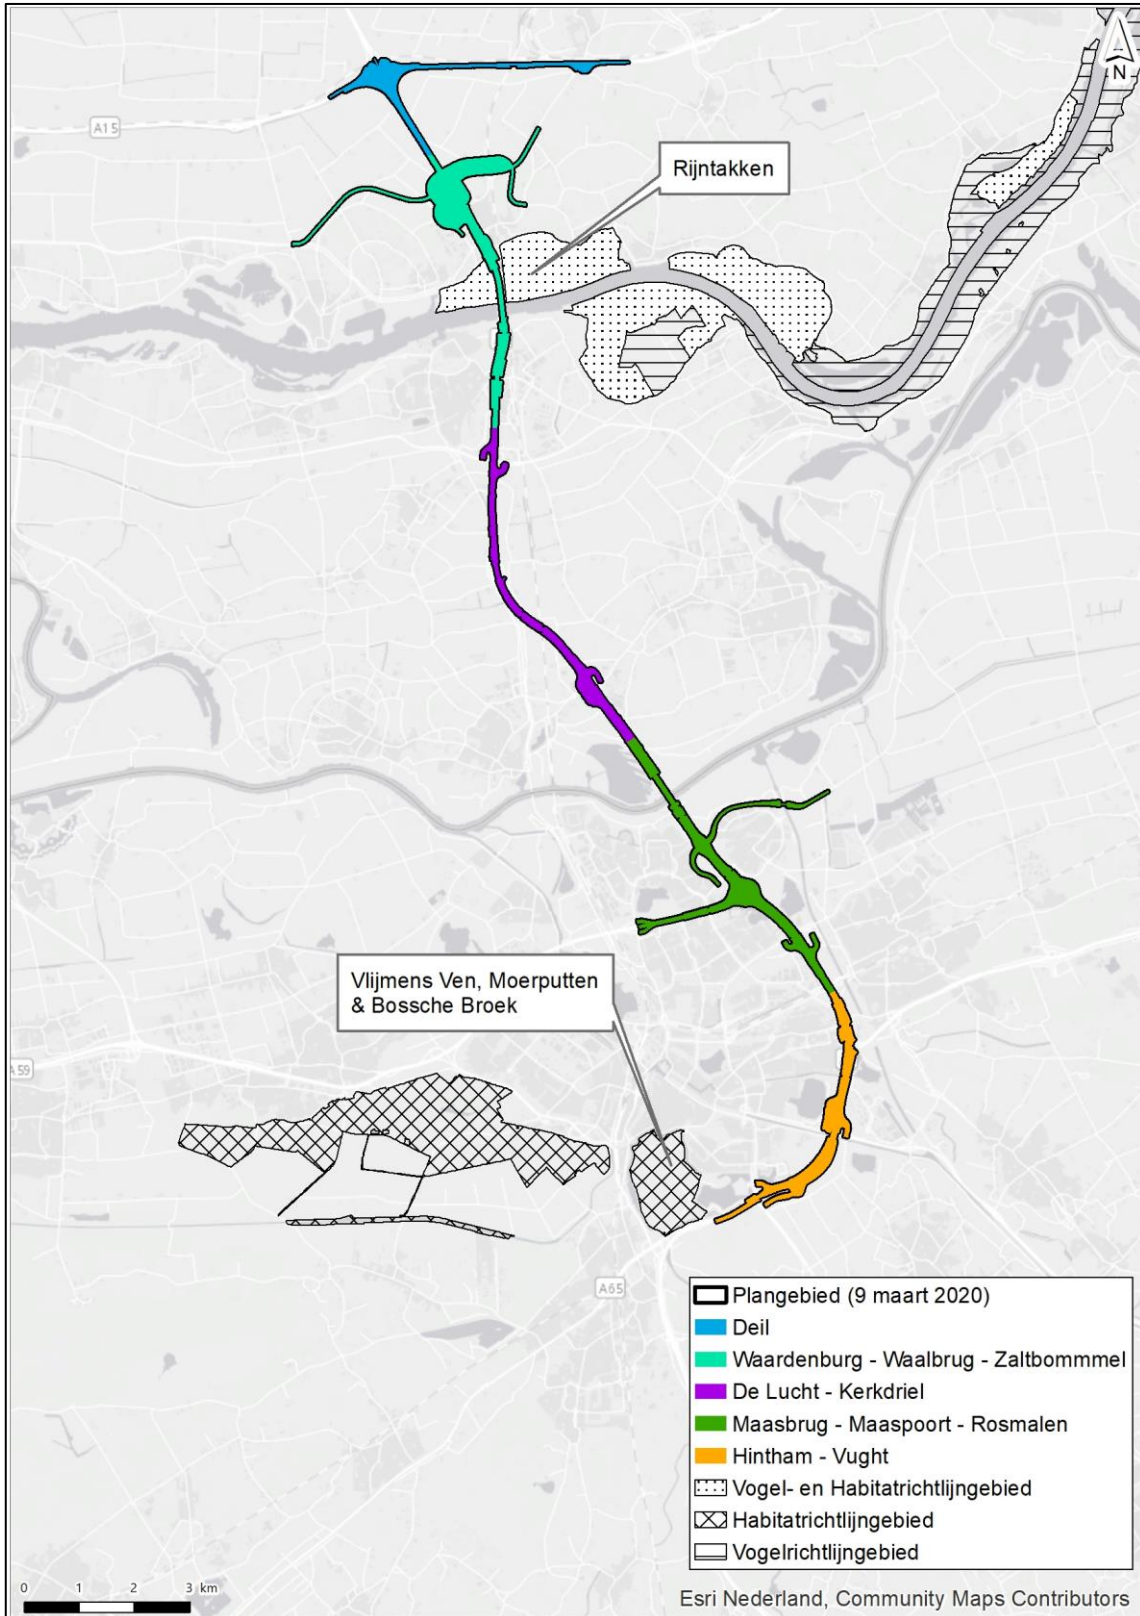 N
A15
Rijntakken
Vlijmens Ven, Moerputten
& Bossche Broek
A59
A65
Plangebied (9 maart 2020)
Deil
Waardenburg - Waalbrug - Zaltbommmel
De Lucht - Kerkdriel
Maasbrug - Maaspoort - Rosmalen
Hintham - Vught
Vogel- en Habitatrichtlijngebied
Habitatrichtlijngebied
Vogelrichtlijngebied
0 1 2 3 km
Esri Nederland, Community Maps Contributors